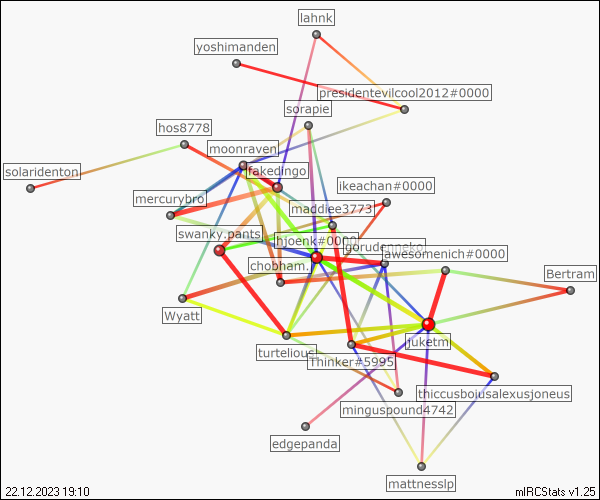 lahnk
yoshimanden
presidentevilcool2012#0000
sorapie
hos8778
moonraven
fakedingo
solaridenton
ikeachan#0000
mercurybro
maddiee3773
swanky.pants
hjoenk#0000
gorudenneko
awesomenich#0000
chobham.
Bertram
Wyatt
Juketm
turtelious
Thinker#5995
thiccusboiusalexusjoneus
minguspound4742
edgepanda
mattnesslp
22.12.2023 19:10
mIRCStats v1.25